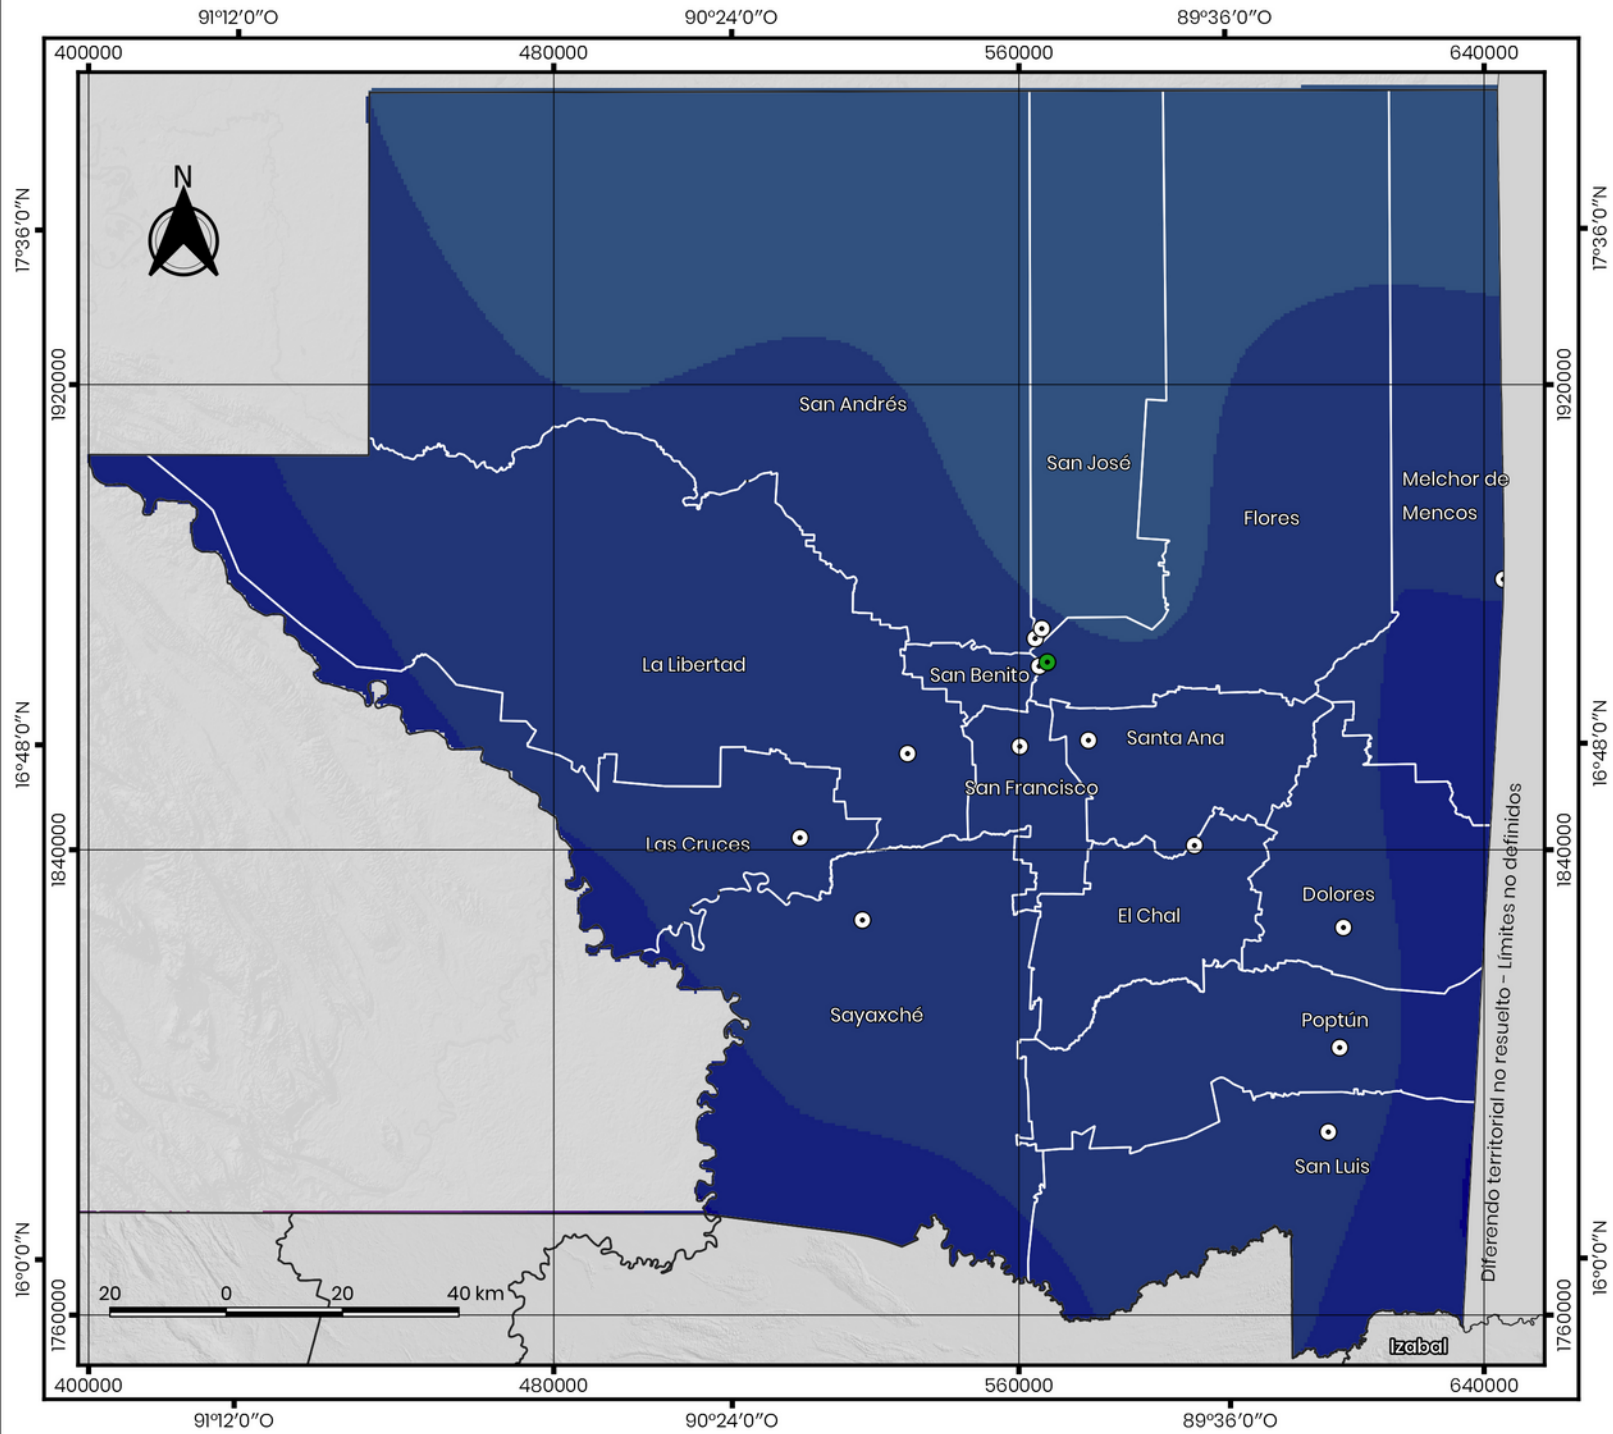 91°12'0"O 90°24'0"O 89°36'0"O
400000 480000 560000 640000
N
17°36'0"N 17°36'0"N
1920000 1920000
San Andrés
San José
Melchor de
Mencos
Flores
La Libertad
San Benito
16°48'0"N 16°48'0"N
Santa Ana
San Francisco
Las Cruces
1840000 1840000
Dolores
El Chal
Sayaxché
Poptún
San Luis
Diferendo territorial no resuelto - Límites no definidos
16°0'0"N 16°0'0"N
20 0 20 40 km
1760000 1760000
Izabal
400000 480000 560000 640000
91°12'0"O 90°24'0"O 89°36'0"O